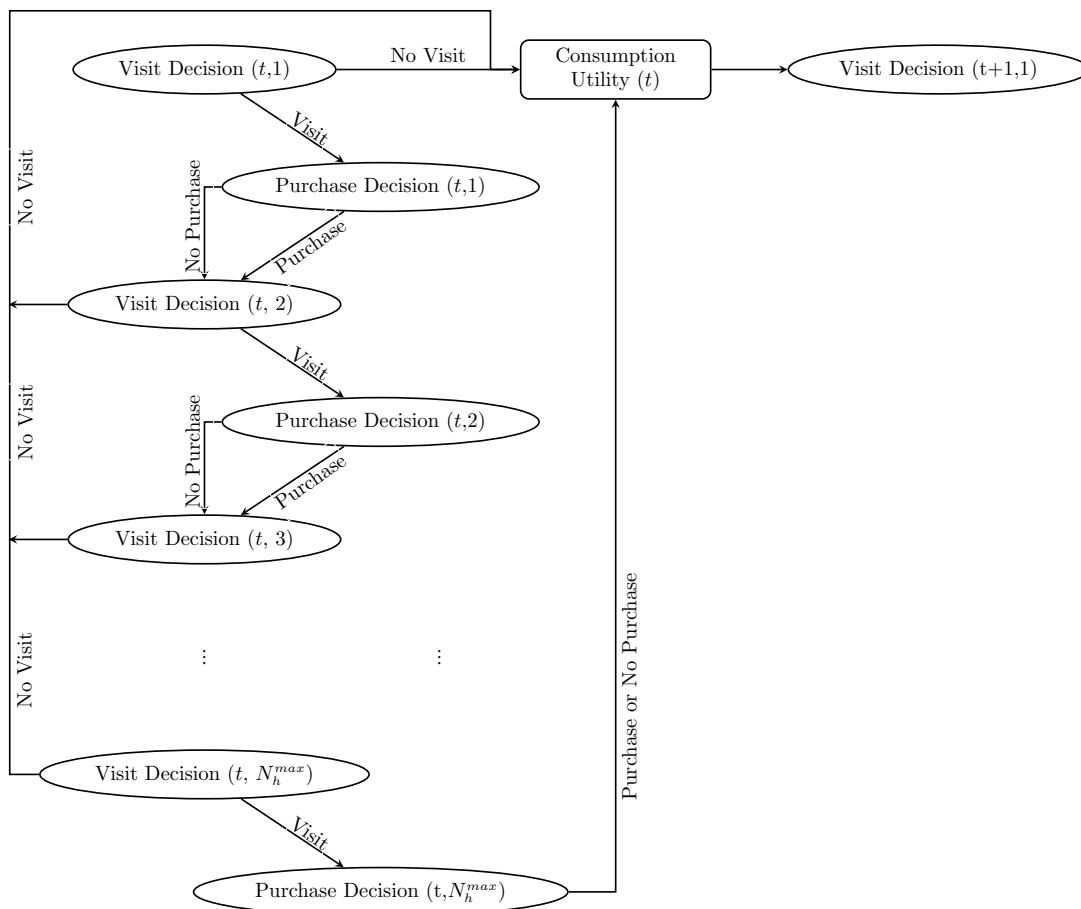 Visit Decision (t,1)
No Visit
Consumption
Utility (t)
Visit Decision (t+1,1)
Visit
No Visit
Purchase Decision (t,1)
No Purchase
Purchase
Visit Decision (t, 2)
Visit
No Visit
Purchase Decision (t,2)
No Purchase
Purchase
Visit Decision (t, 3)
No Visit
...
...
Purchase or No Purchase
Visit Decision (t, N_h^{max})
Visit
Purchase Decision (t,N_h^{max})